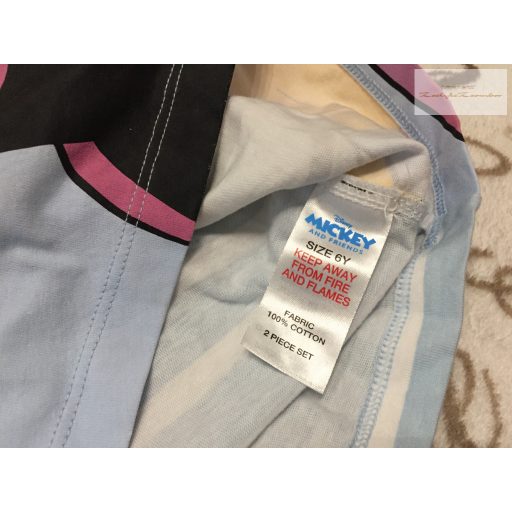 Disney
MICKEY
AND FRIENDS
SIZE 6Y
KEEP AWAY
FROM FIRE
AND FLAMES
FABRIC
100% COTTON
2 PIECE SET